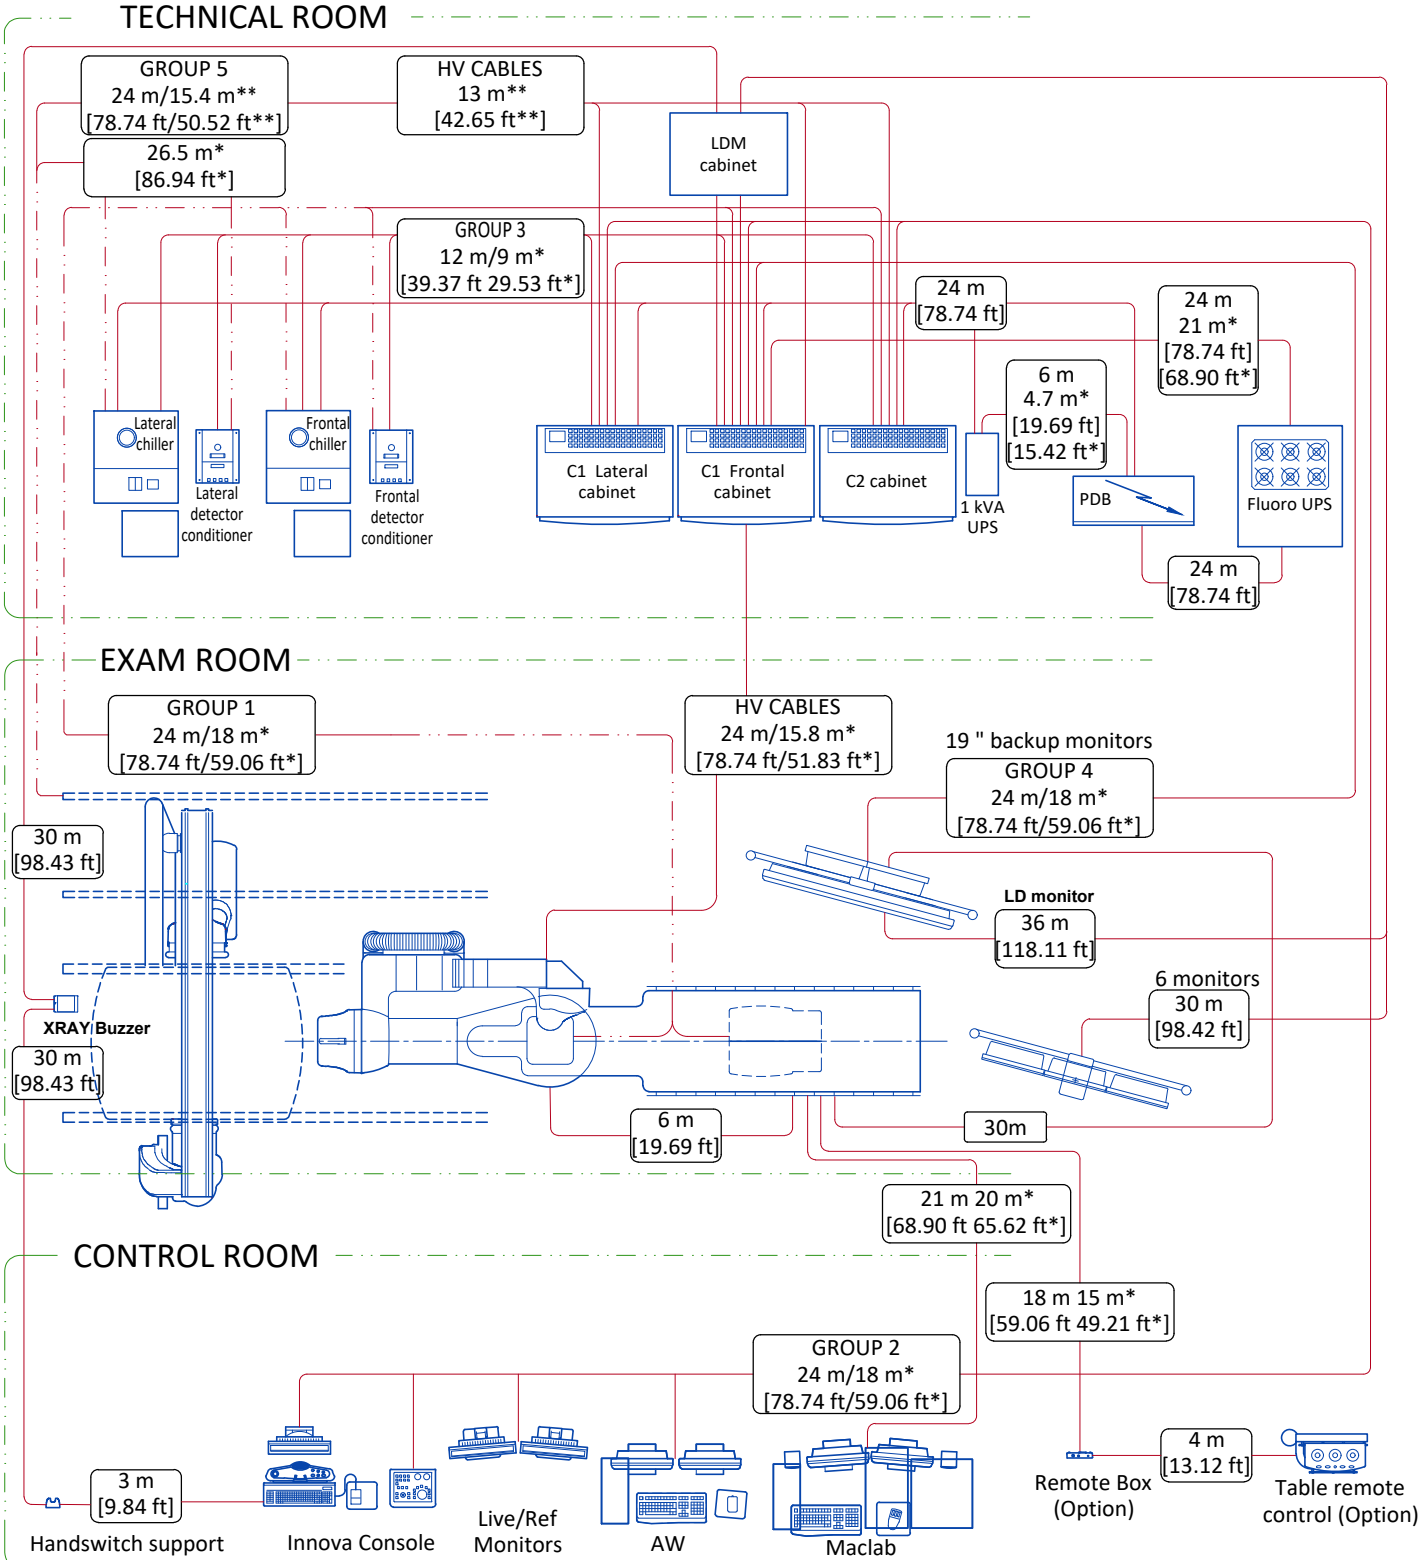 TECHNICAL ROOM
GROUP 5
24 m/15.4 m**
[78.74 ft/50.52 ft**]
HV CABLES
13 m**
[42.65 ft**]
LDM
cabinet
26.5 m*
[86.94 ft*]
GROUP 3
12 m/9 m*
[39.37 ft 29.53 ft*]
24 m
[78.74 ft]
24 m
21 m*
[78.74 ft]
[68.90 ft*]
6 m
4.7 m*
[19.69 ft]
[15.42 ft*]
Lateral
chiller
Lateral
detector
conditioner
Frontal
chiller
Frontal
detector
conditioner
C1 Lateral
cabinet
C1 Frontal
cabinet
C2 cabinet
1 kVA
UPS
PDB
Fluoro UPS
24 m
[78.74 ft]
EXAM ROOM
GROUP 1
24 m/18 m*
[78.74 ft/59.06 ft*]
HV CABLES
24 m/15.8 m*
[78.74 ft/51.83 ft*]
19 " backup monitors
GROUP 4
24 m/18 m*
[78.74 ft/59.06 ft*]
30 m
[98.43 ft]
LD monitor
36 m
[118.11 ft]
6 monitors
30 m
[98.42 ft]
XRAY Buzzer
30 m
[98.43 ft]
6 m
[19.69 ft]
30m
21 m 20 m*
[68.90 ft 65.62 ft*]
CONTROL ROOM
18 m 15 m*
[59.06 ft 49.21 ft*]
GROUP 2
24 m/18 m*
[78.74 ft/59.06 ft*]
3 m
[9.84 ft]
4 m
[13.12 ft]
Handswitch support
Innova Console
Live/Ref
Monitors
AW
Maclab
Remote Box
(Option)
Table remote
control (Option)